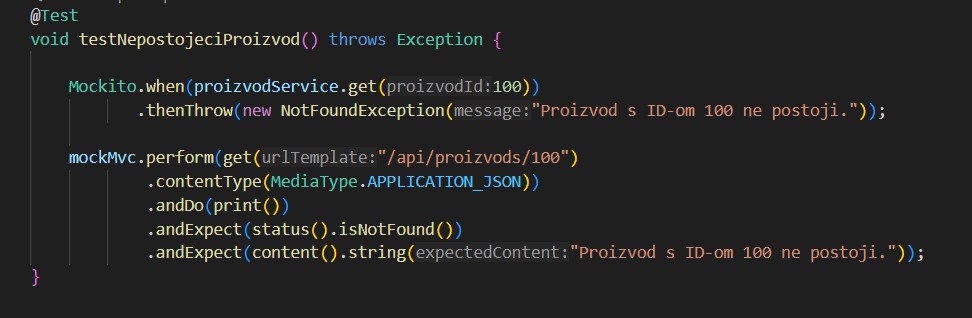 @Test
void testNepostojeciProizvod() throws Exception {
Mockito.when(proizvodService.get(proizvodId:100))
.thenThrow(new NotFoundException(message:"Proizvod s ID-om 100 ne postoji."));
mockMvc.perform(get(urlTemplate:"/api/proizvods/100")
.contentType(MediaType.APPLICATION_JSON))
.andDo(print())
.andExpect(status().isNotFound())
.andExpect(content().string(expectedContent:"Proizvod s ID-om 100 ne postoji."));
}